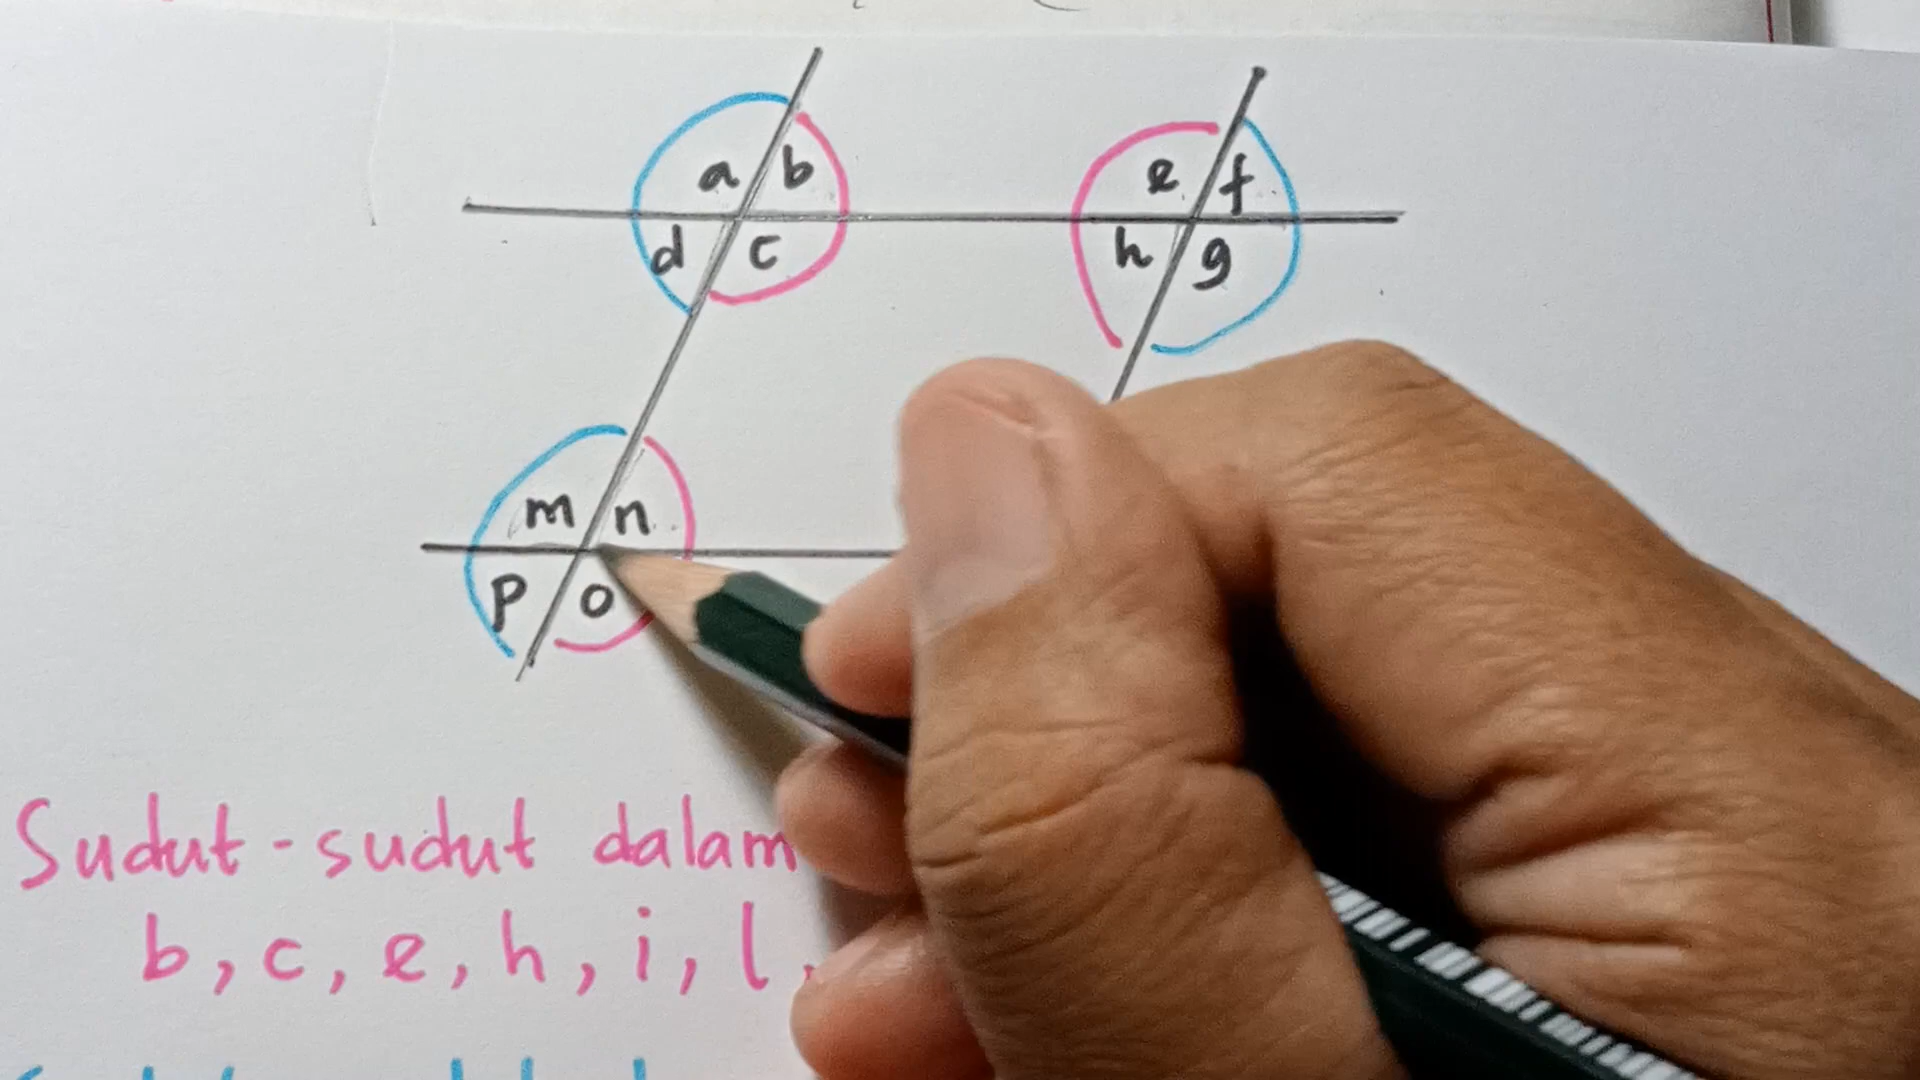 a b e f
d c h g
m n
p o
Sudut-sudut dalam
b, c, e, h, i, l,